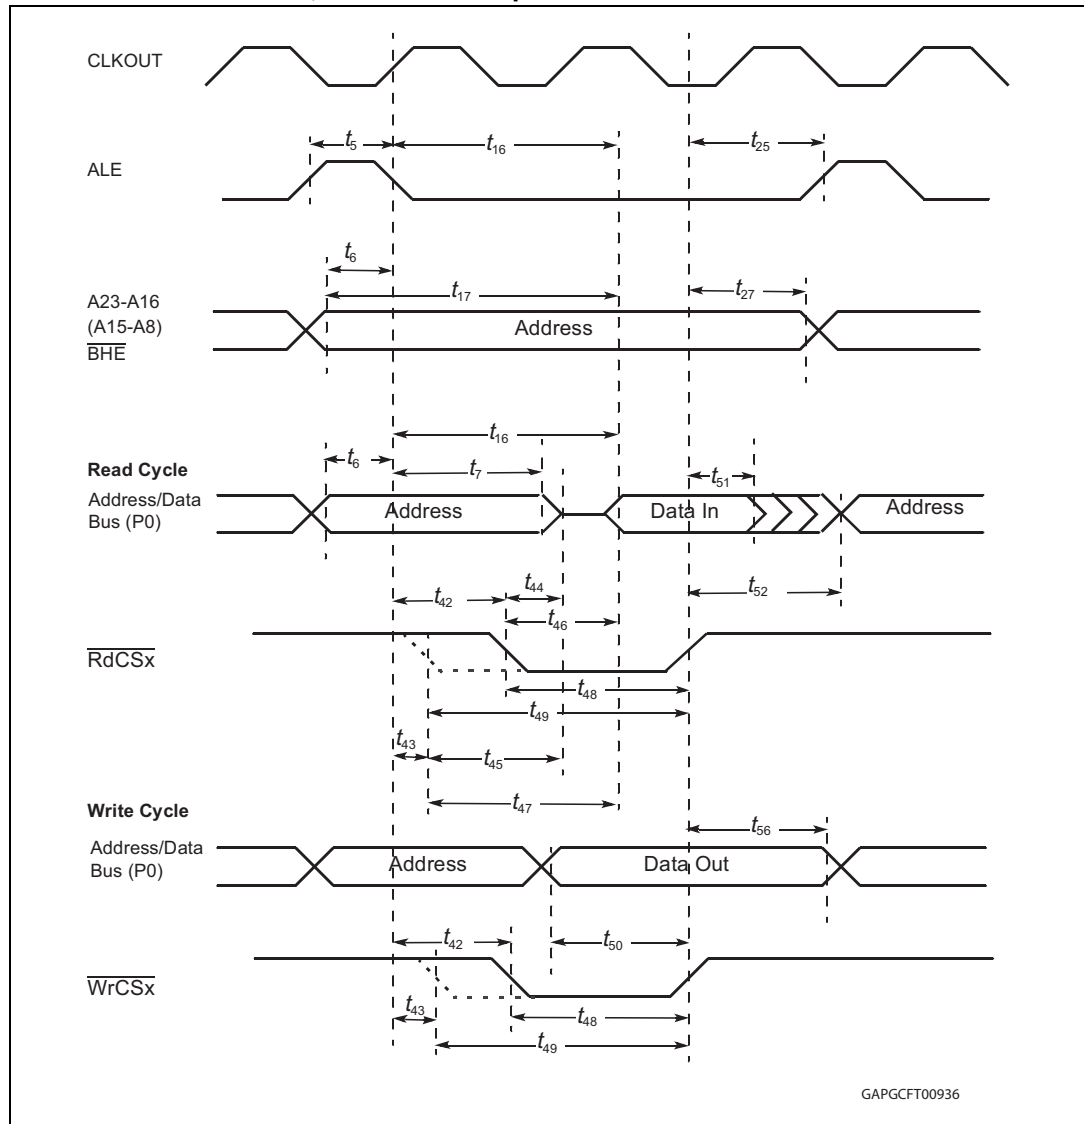 CLKOUT
t5
t16
t25
ALE
t6
t17
t27
A23-A16
(A15-A8)
BHE
Address
t16
Read Cycle
t6
t7
t51
Address/Data
Bus (P0)
Address
Data In
Address
t42
t44
t52
t46
RdCSx
t48
t49
t43
t45
t47
Write Cycle
t56
Address/Data
Bus (P0)
Address
Data Out
t42
t50
WrCSx
t43
t48
t49
GAPGCFT00936